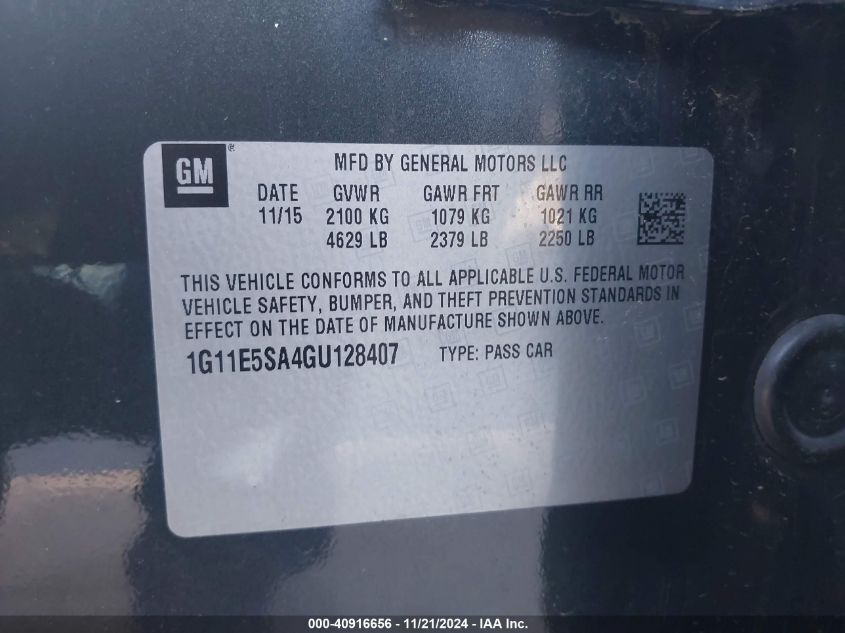 GM®
MFD BY GENERAL MOTORS LLC
DATE GVWR GAWR FRT GAWR RR
11/15 2100 KG 1079 KG 1021 KG
4629 LB 2379 LB 2250 LB
THIS VEHICLE CONFORMS TO ALL APPLICABLE U.S. FEDERAL MOTOR
VEHICLE SAFETY, BUMPER, AND THEFT PREVENTION STANDARDS IN
EFFECT ON THE DATE OF MANUFACTURE SHOWN ABOVE.
1G11E5SA4GU128407 TYPE: PASS CAR
000-40916656 - 11/21/2024 - IAA Inc.